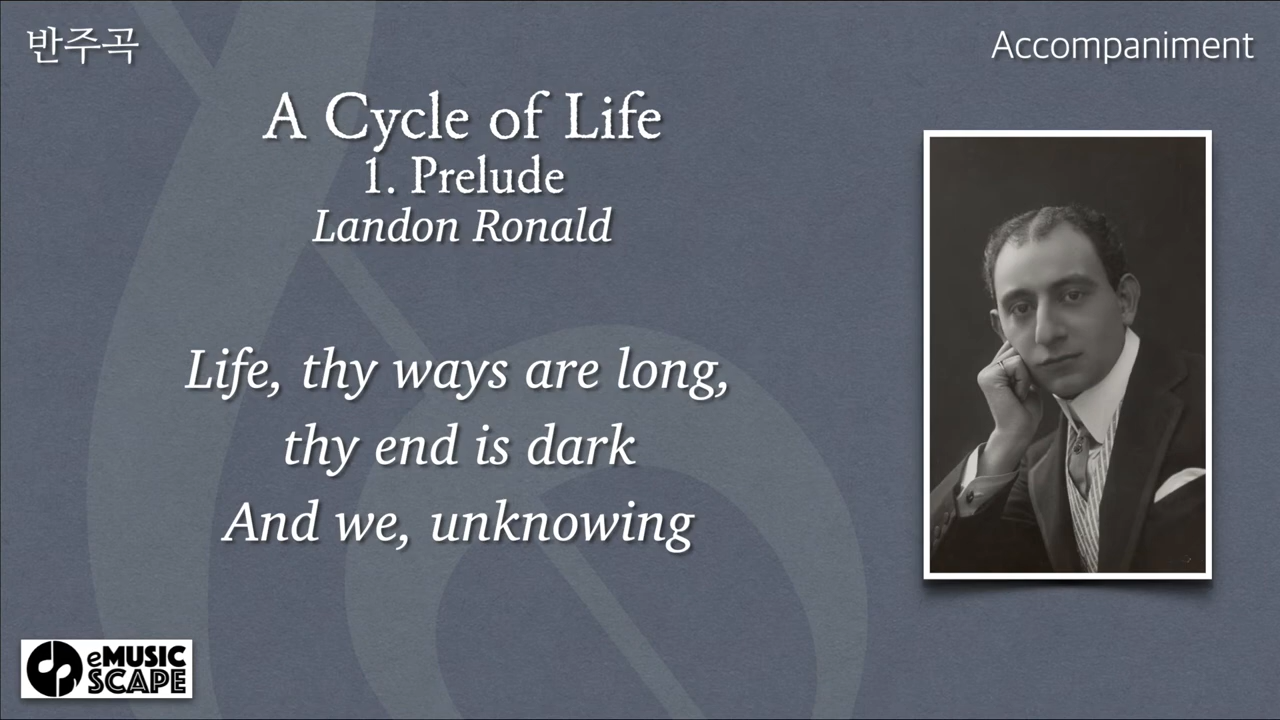 반주곡
Accompaniment
A Cycle of Life
1. Prelude
Landon Ronald
Life, thy ways are long,
thy end is dark
And we, unknowing
eMUSIC
SCAPE